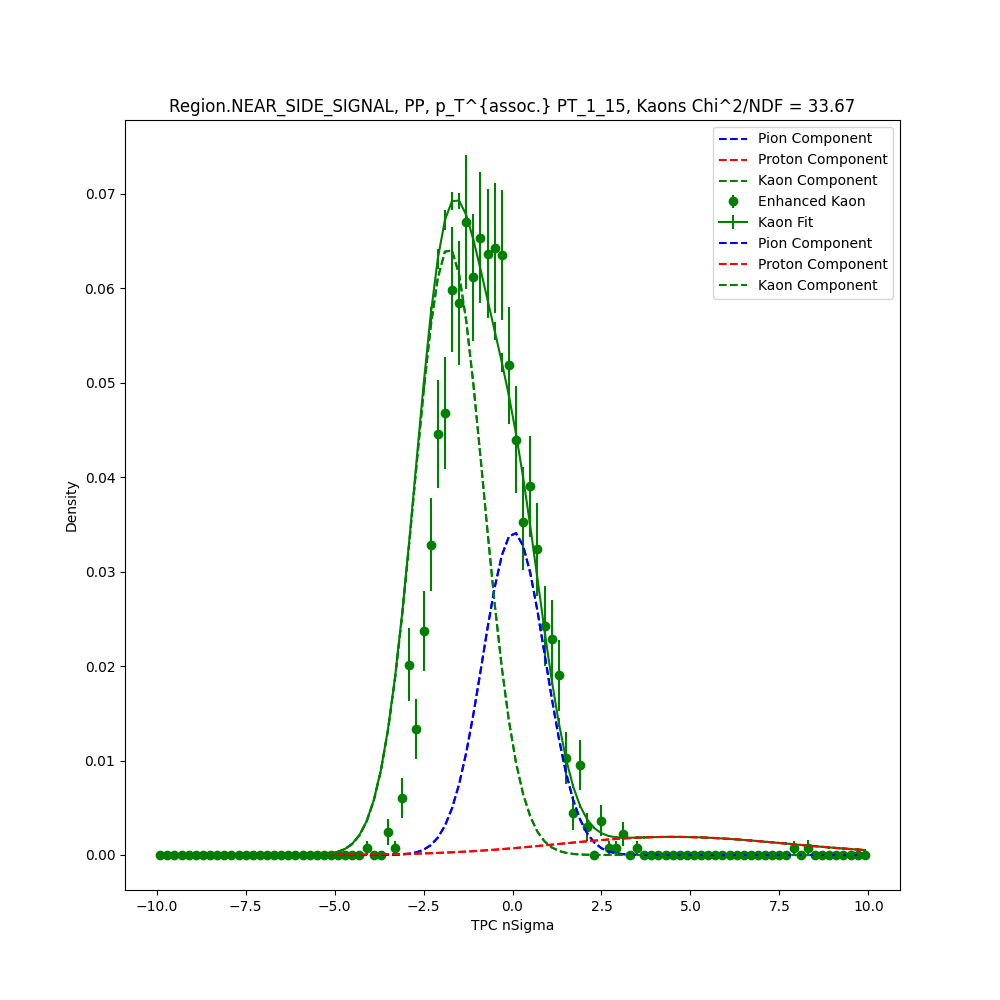 Region.NEAR_SIDE_SIGNAL, PP, p_T^{assoc.} PT_1_15, Kaons Chi^2/NDF = 33.67
Pion Component
Proton Component
Kaon Component
Enhanced Kaon
Kaon Fit
Pion Component
Proton Component
Kaon Component
Density
0.07
0.06
0.05
0.04
0.03
0.02
0.01
0.00
−10.0 −7.5 −5.0 −2.5 0.0 2.5 5.0 7.5 10.0
TPC nSigma